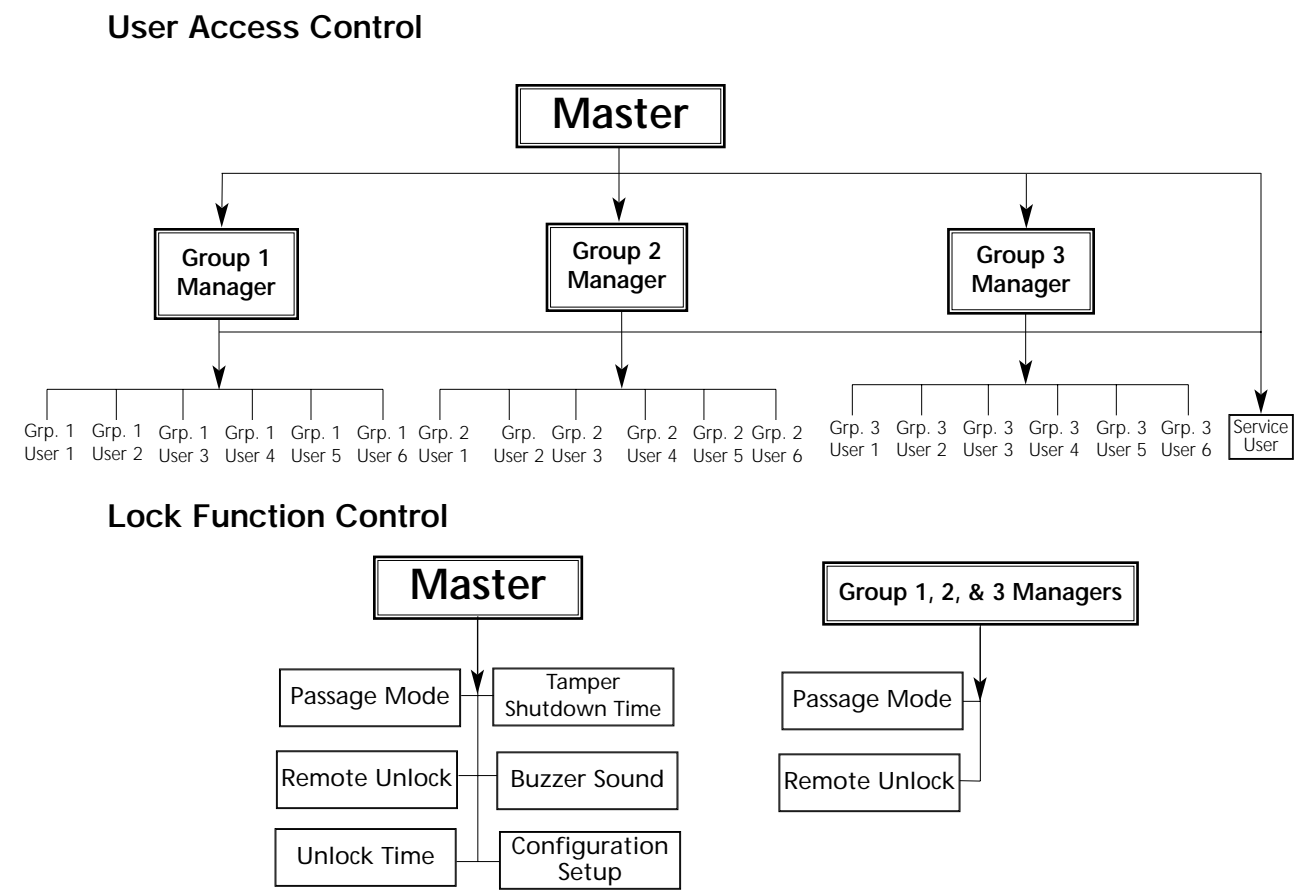 User Access Control
Master
Group 1
Manager
Group 2
Manager
Group 3
Manager
Grp. 1
User 1
Grp. 1
User 2
Grp. 1
User 3
Grp. 1
User 4
Grp. 1
User 5
Grp. 1
User 6
Grp. 2
User 1
Grp.
User 2
Grp. 2
User 3
Grp. 2
User 4
Grp. 2
User 5
Grp. 2
User 6
Grp. 3
User 1
Grp. 3
User 2
Grp. 3
User 3
Grp. 3
User 4
Grp. 3
User 5
Grp. 3
User 6
Service
User
Lock Function Control
Master
Passage Mode
Tamper
Shutdown Time
Remote Unlock
Buzzer Sound
Unlock Time
Configuration
Setup
Group 1, 2, & 3 Managers
Passage Mode
Remote Unlock